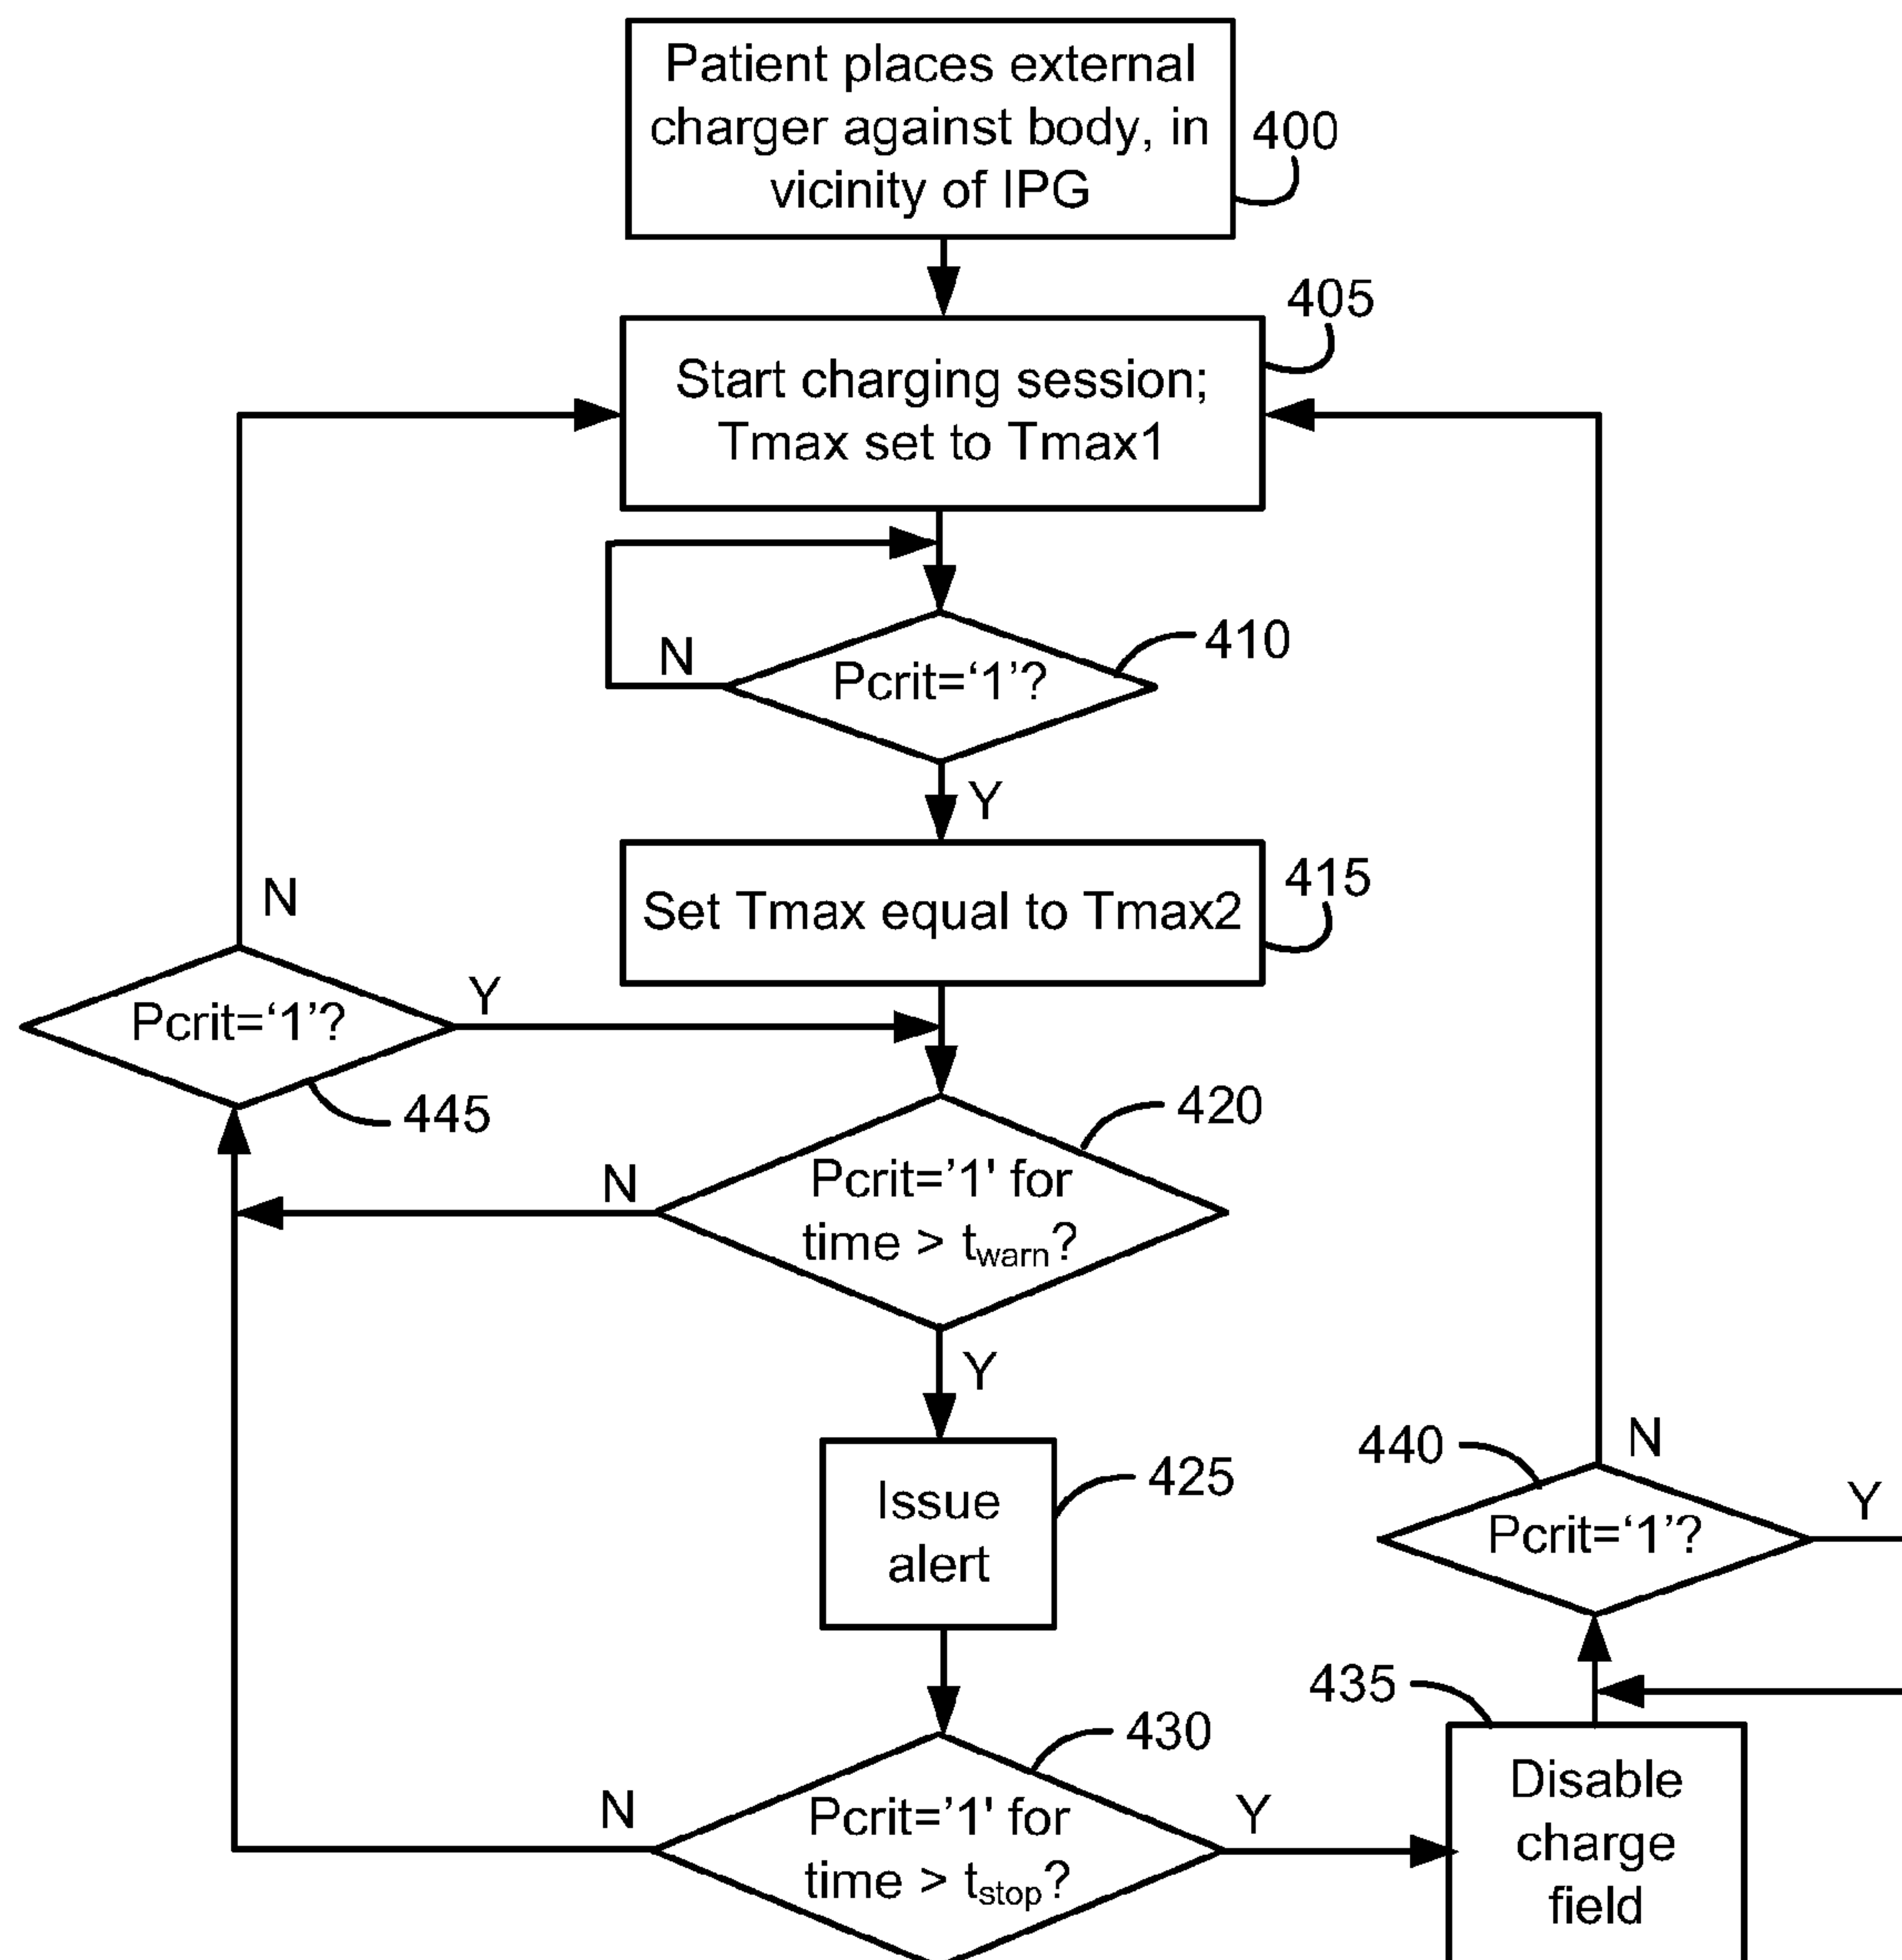 Patient places external
charger against body, in
vicinity of IPG
400
405
Start charging session;
Tmax set to Tmax1
410
N
Pcrit=‘1’?
Y
415
Set Tmax equal to Tmax2
N
Pcrit=‘1’?
Y
445
420
N
Pcrit=’1' for
time > twarn?
Y
425
Issue
alert
440
N
Y
Pcrit=‘1’?
435
430
N
Pcrit=’1' for
time > tstop?
Y
Disable
charge
field